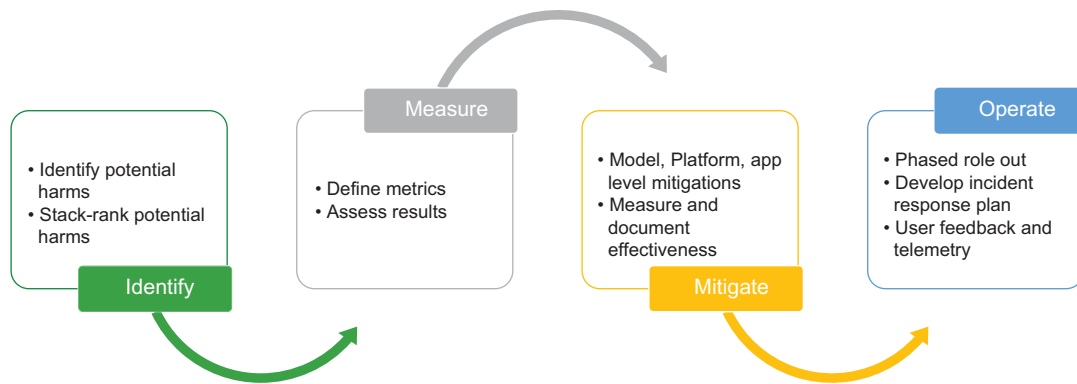 • Identify potential
harms
• Stack-rank potential
harms
Identify
Measure
• Define metrics
• Assess results
• Model, Platform, app
level mitigations
• Measure and
document
effectiveness
Mitigate
Operate
• Phased role out
• Develop incident
response plan
• User feedback and
telemetry